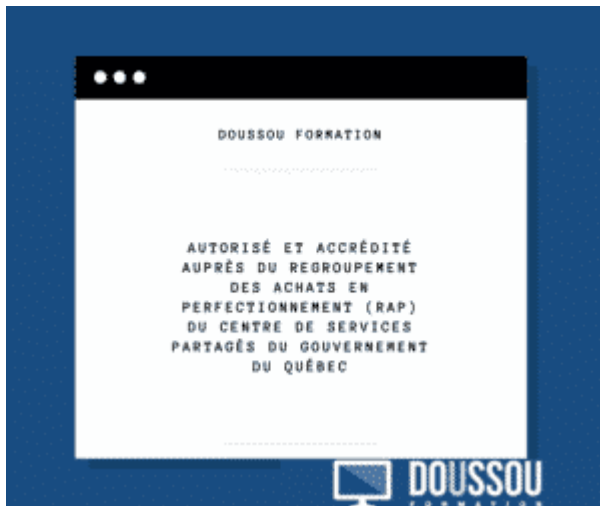 DOUSSOU FORMATION
AUTORISÉ ET ACCRÉDITÉ
AUPRÈS DU REGROUPEMENT
DES ACHATS EN
PERFECTIONNEMENT (RAP)
DU CENTRE DE SERVICES
PARTAGÉS DU GOUVERNEMENT
DU QUÉBEC
DOUSSOU
FORMATION